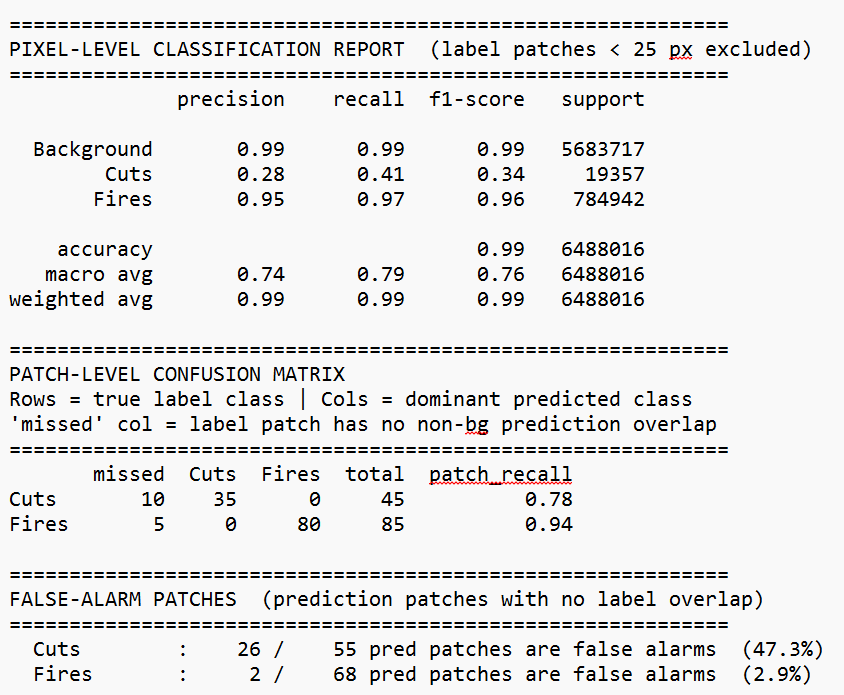 ============================================================
PIXEL-LEVEL CLASSIFICATION REPORT  (label patches < 25 px excluded)
============================================================
              precision    recall  f1-score   support

  Background       0.99      0.99      0.99   5683717
        Cuts       0.28      0.41      0.34     19357
       Fires       0.95      0.97      0.96    784942

    accuracy                           0.99   6488016
   macro avg       0.74      0.79      0.76   6488016
weighted avg       0.99      0.99      0.99   6488016

============================================================
PATCH-LEVEL CONFUSION MATRIX
Rows = true label class | Cols = dominant predicted class
'missed' col = label patch has no non-bg prediction overlap
============================================================
       missed  Cuts  Fires  total  patch_recall
Cuts       10    35      0     45          0.78
Fires       5     0     80     85          0.94

============================================================
FALSE-ALARM PATCHES  (prediction patches with no label overlap)
============================================================
  Cuts        :    26 /    55 pred patches are false alarms  (47.3%)
  Fires       :     2 /    68 pred patches are false alarms  (2.9%)